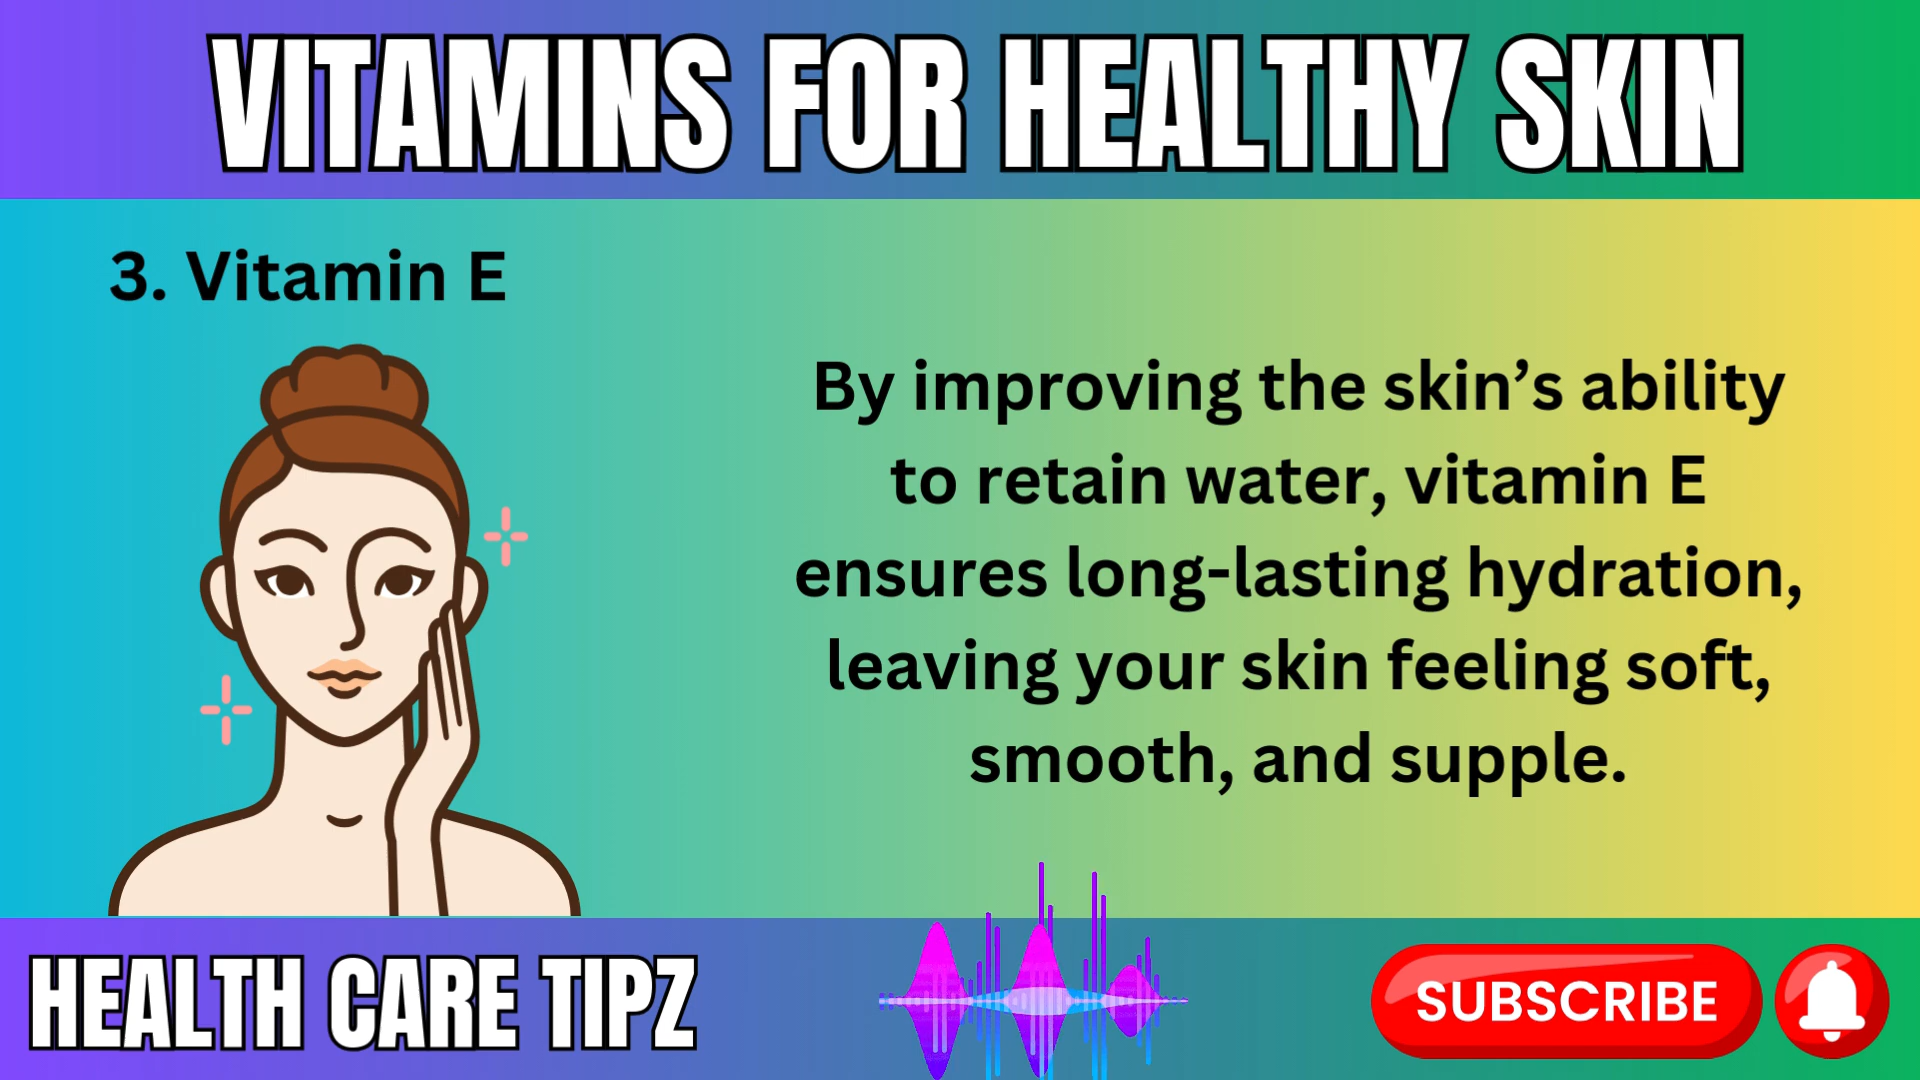 VITAMINS FOR HEALTHY SKIN
3. Vitamin E
By improving the skin’s ability
to retain water, vitamin E
ensures long-lasting hydration,
leaving your skin feeling soft,
smooth, and supple.
HEALTH CARE TIPZ
SUBSCRIBE